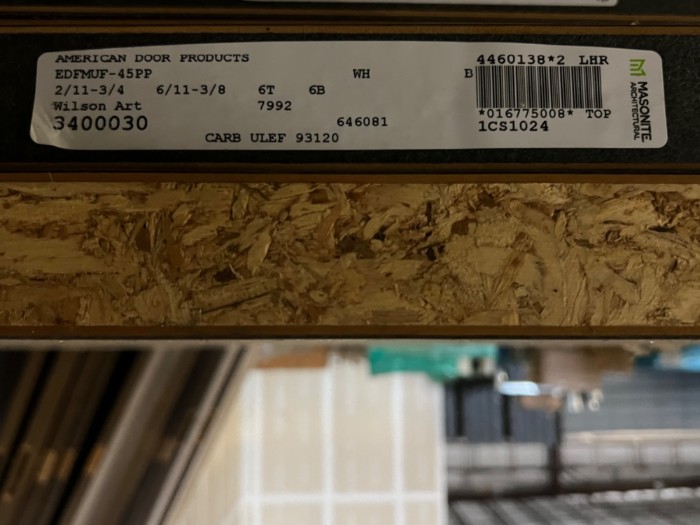 AMERICAN DOOR PRODUCTS 4460138*2 LHR
EDFMUF-45PP WH B
2/11-3/4 6/11-3/8 6T 6B
Wilson Art 7992 *016775008* TOP
3400030 646081 1CS1024
CARB ULEF 93120
MASONITE
ARCHITECTURAL